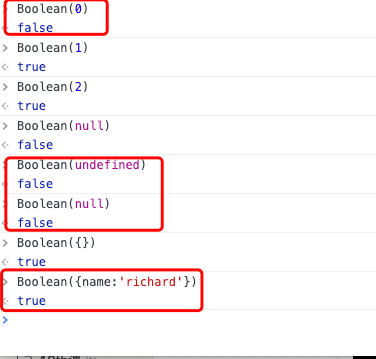 > Boolean(0)
< false
> Boolean(1)
< true
> Boolean(2)
< true
> Boolean(null)
< false
> Boolean(undefined)
< false
> Boolean(null)
< false
> Boolean({})
< true
> Boolean({name:'richard'})
< true
>